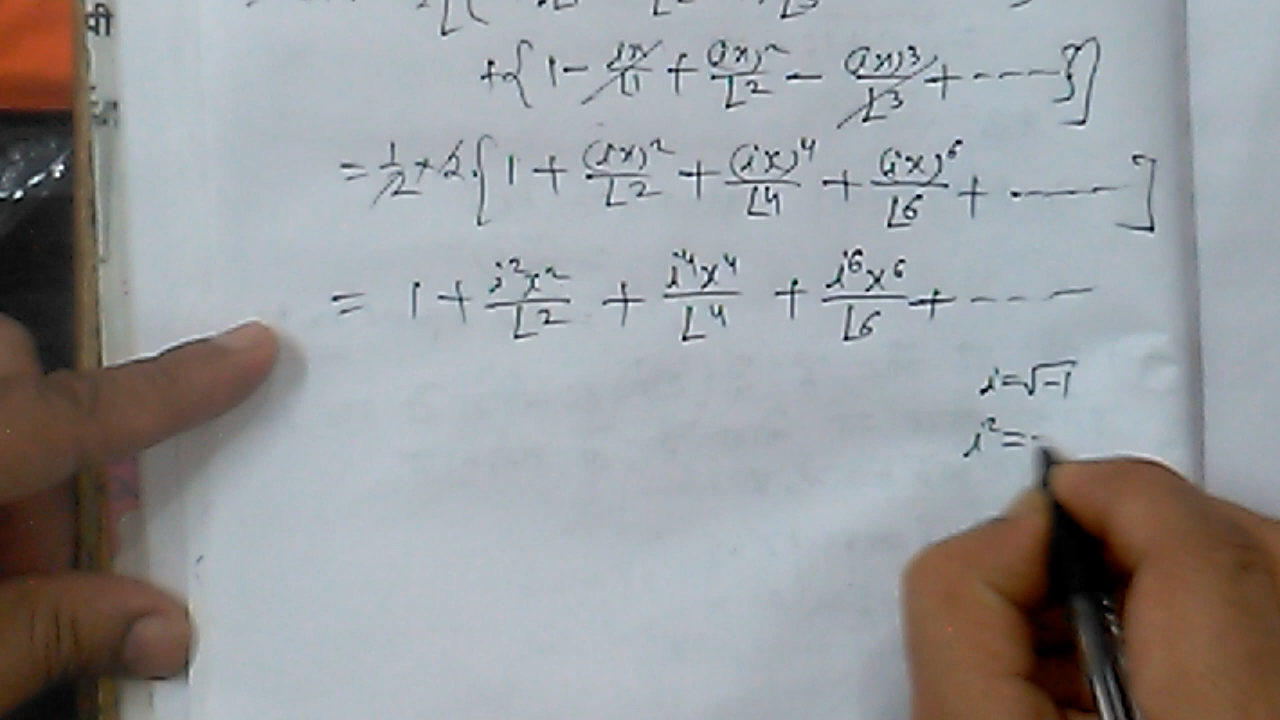 वी
+{1 - ix/⌊1 + (ix)²/⌊2 - (ix)³/⌊3 + ----}]
= 1/2 × 2 [1 + (ix)²/⌊2 + (ix)⁴/⌊4 + (ix)⁶/⌊6 + ----]
= 1 + i²x²/⌊2 + i⁴x⁴/⌊4 + i⁶x⁶/⌊6 + ----
i = √-1
i² = -